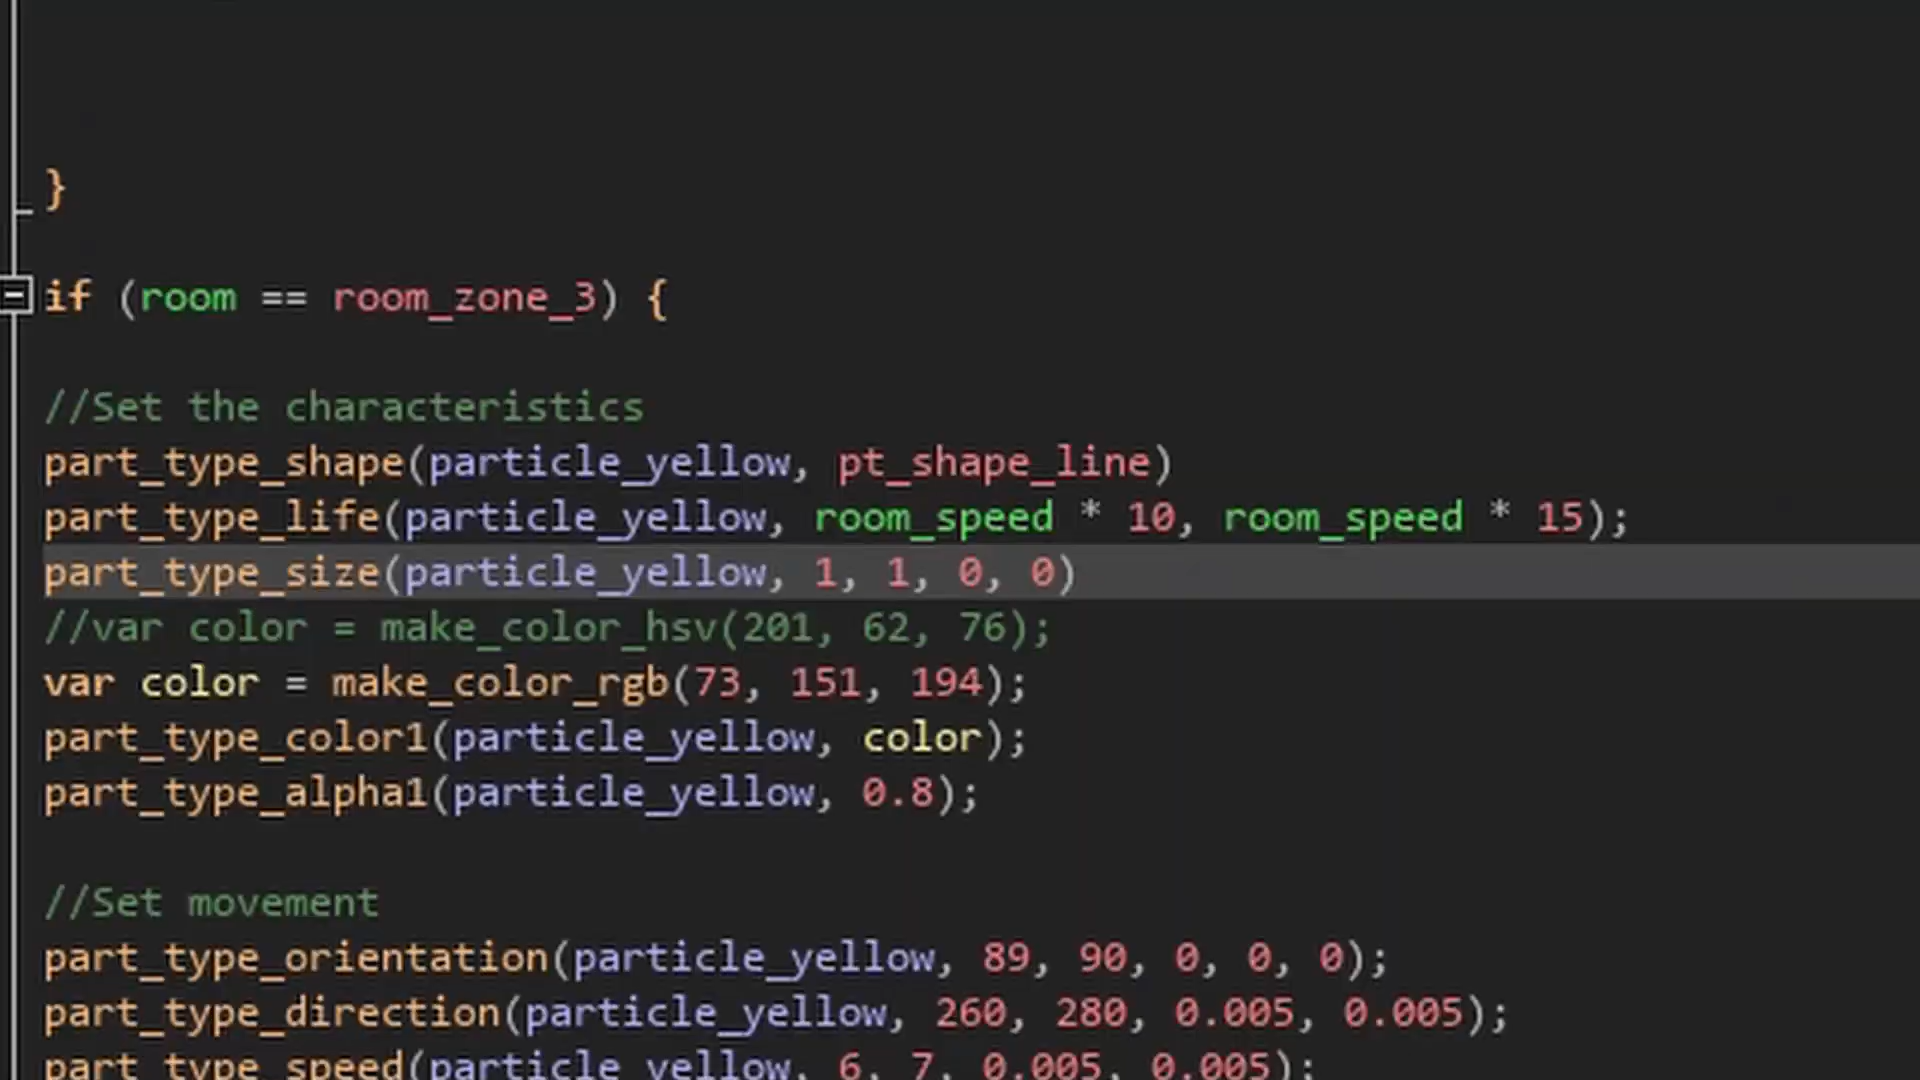 }
if (room == room_zone_3) {
//Set the characteristics
part_type_shape(particle_yellow, pt_shape_line)
part_type_life(particle_yellow, room_speed * 10, room_speed * 15);
part_type_size(particle_yellow, 1, 1, 0, 0)
//var color = make_color_hsv(201, 62, 76);
var color = make_color_rgb(73, 151, 194);
part_type_color1(particle_yellow, color);
part_type_alpha1(particle_yellow, 0.8);
//Set movement
part_type_orientation(particle_yellow, 89, 90, 0, 0, 0);
part_type_direction(particle_yellow, 260, 280, 0.005, 0.005);
part_type_speed(particle_yellow, 6, 7, 0.005, 0.005);